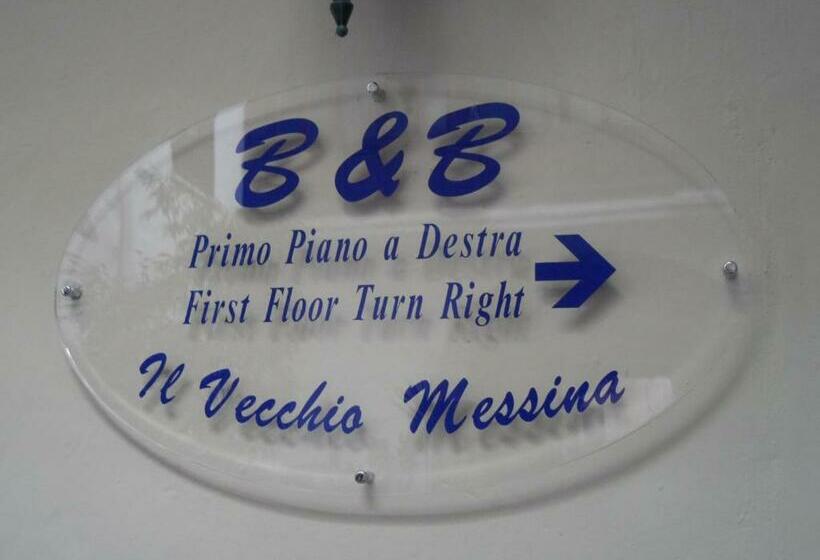 B & B
Primo Piano a Destra
First Floor Turn Right
Il Vecchio Messina